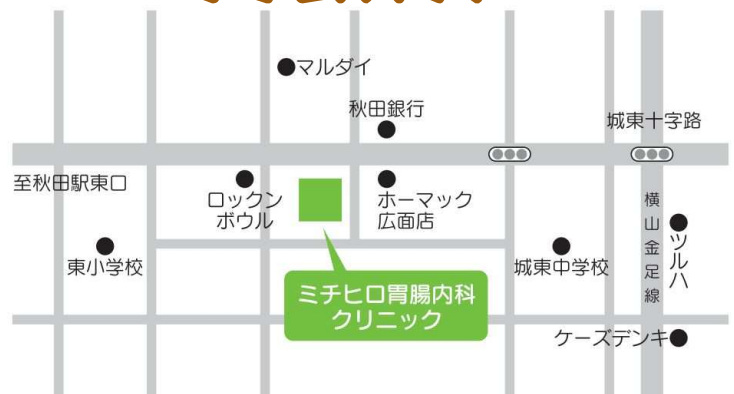 マルダイ
秋田銀行
城東十字路
至秋田駅東口
ロックン
ボウル
ホーマック
広面店
横山金足線
ツルハ
東小学校
城東中学校
ミチヒロ胃腸内科
クリニック
ケーズデンキ